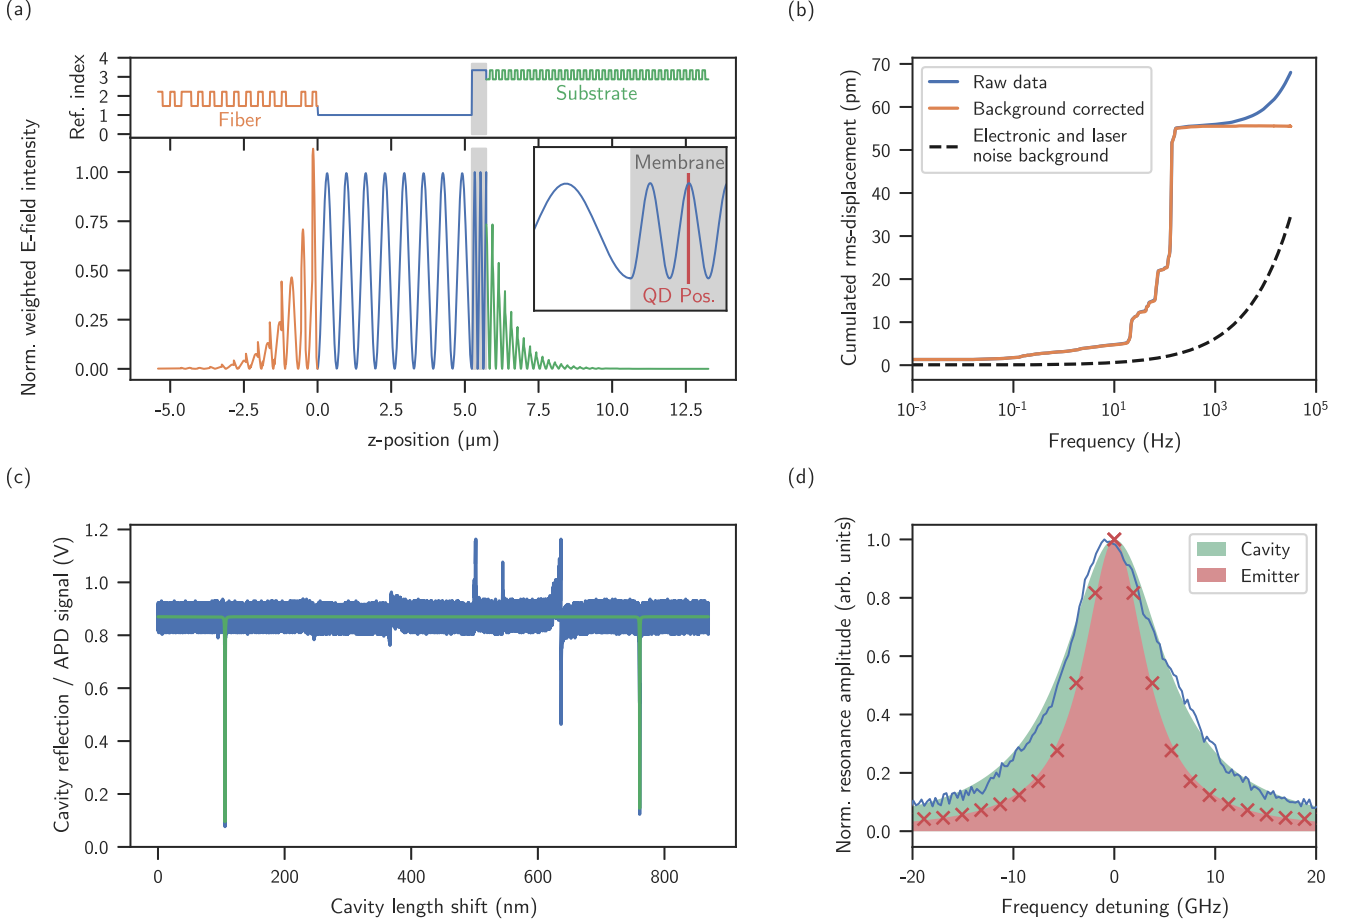 (a)
Ref. index
4
3
2
1
0
Fiber
Substrate
Norm. weighted E-field intensity
1.00
0.75
0.50
0.25
0.00
Membrane
QD Pos.
-5.0
-2.5
0.0
2.5
5.0
7.5
10.0
12.5
z-position (µm)
(b)
Cumulated rms-displacement (pm)
70
60
50
40
30
20
10
0
Raw data
Background corrected
Electronic and laser
noise background
10⁻³
10⁻¹
10¹
10³
10⁵
Frequency (Hz)
(c)
Cavity reflection / APD signal (V)
1.2
1.0
0.8
0.6
0.4
0.2
0.0
0
200
400
600
800
Cavity length shift (nm)
(d)
Norm. resonance amplitude (arb. units)
1.0
0.8
0.6
0.4
0.2
0.0
Cavity
Emitter
-20
-10
0
10
20
Frequency detuning (GHz)